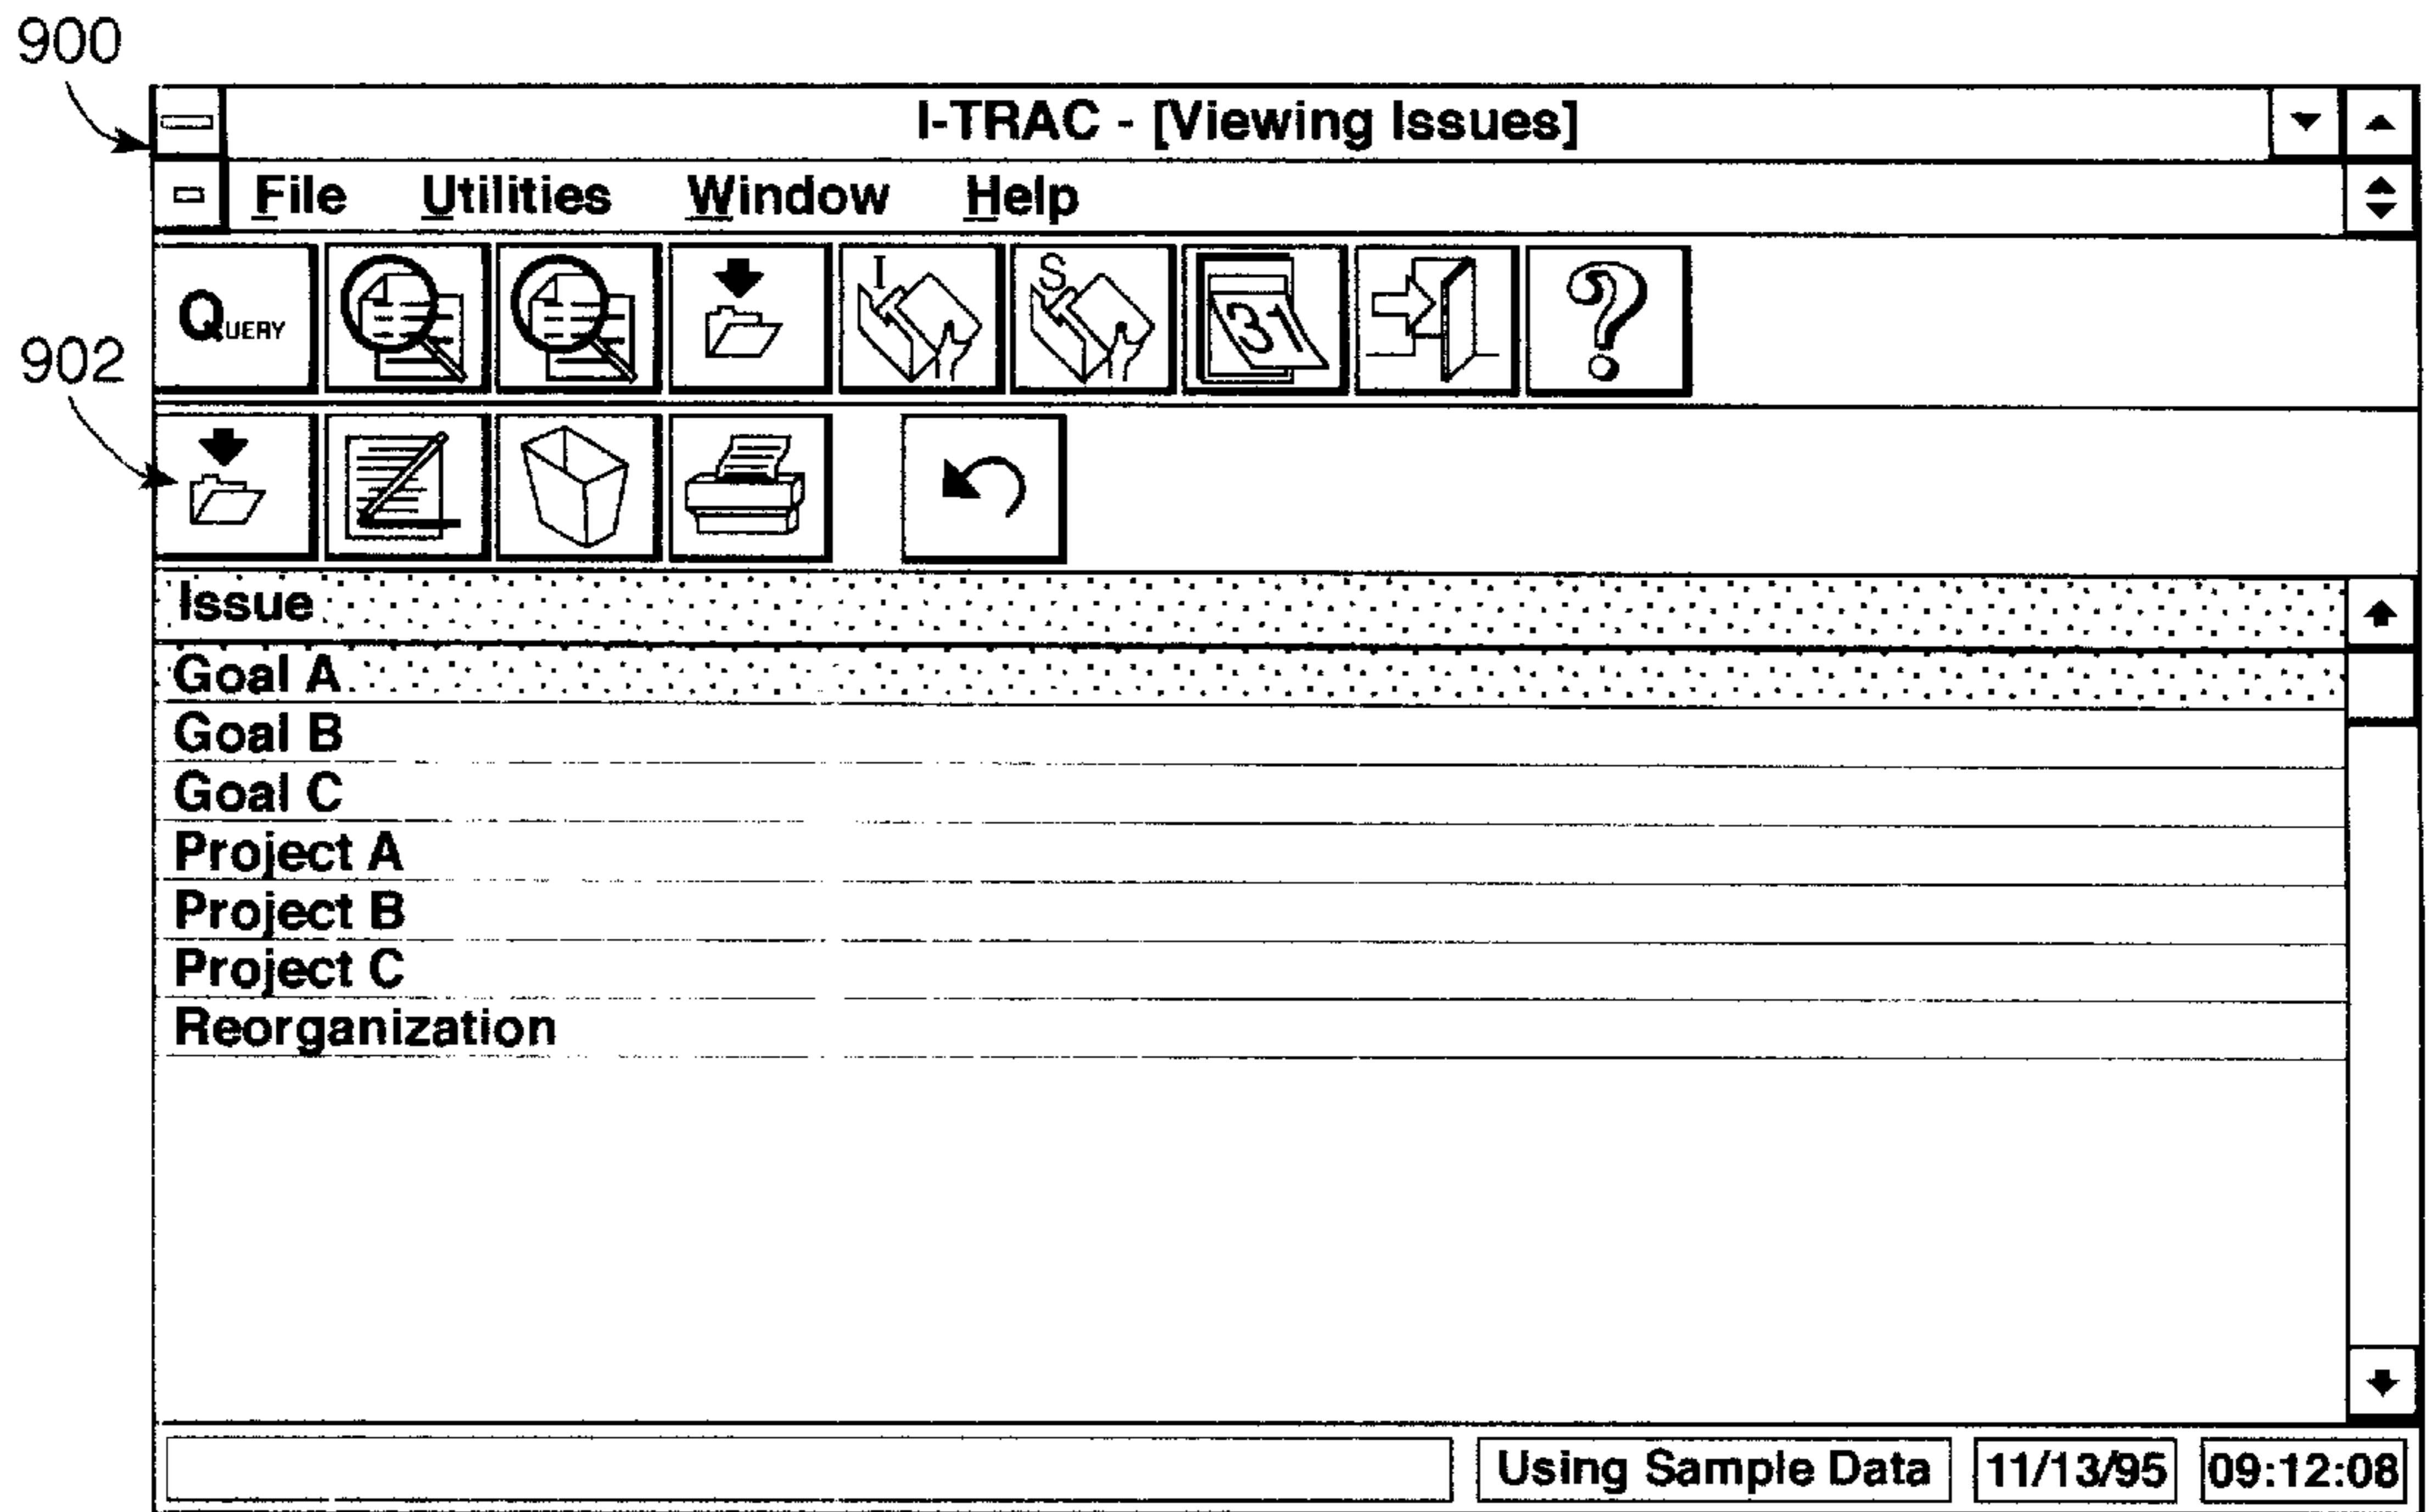 900
I-TRAC - [Viewing Issues]
File Utilities Window Help
QUERY I S 31 ?
902
Issue
Goal A
Goal B
Goal C
Project A
Project B
Project C
Reorganization
Using Sample Data 11/13/95 09:12:08